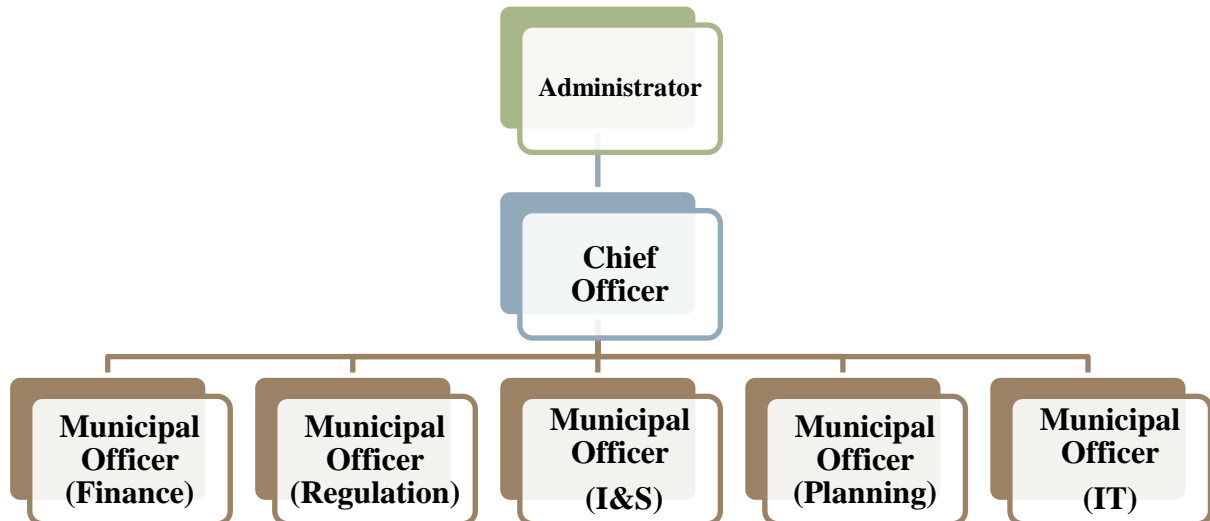 Administrator
Chief
Officer
Municipal
Officer
(Finance)
Municipal
Officer
(Regulation)
Municipal
Officer
(I&S)
Municipal
Officer
(Planning)
Municipal
Officer
(IT)